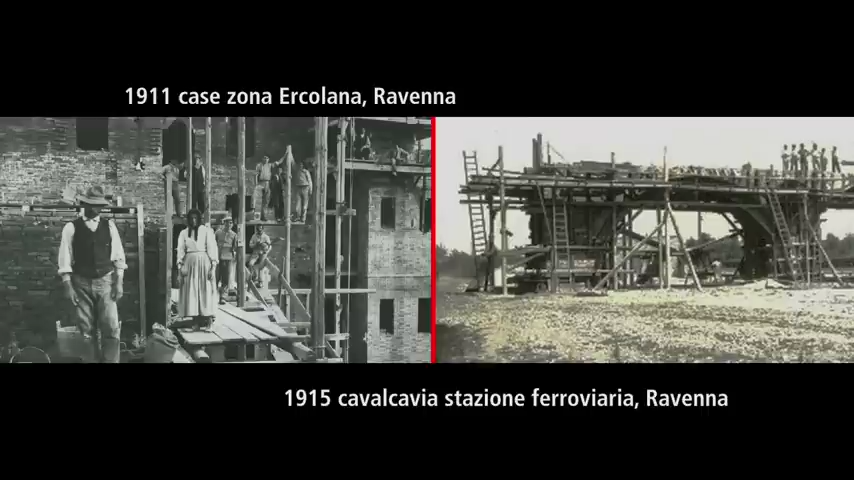 1911 case zona Ercolana, Ravenna
1915 cavalcavia stazione ferroviaria, Ravenna